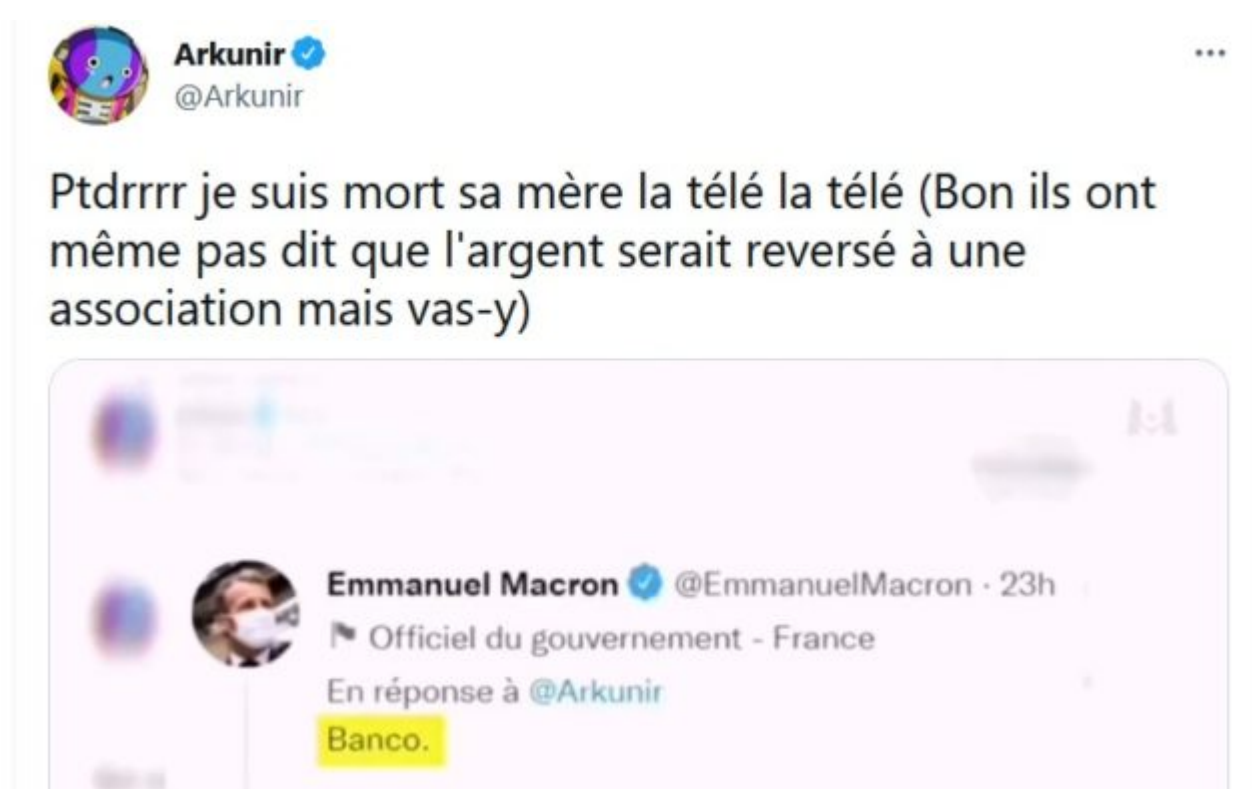 Arkunir
@Arkunir
Ptdrrrr je suis mort sa mère la télé la télé (Bon ils ont
même pas dit que l'argent serait reversé à une
association mais vas-y)
Emmanuel Macron @EmmanuelMacron · 23h
Officiel du gouvernement - France
En réponse à @Arkunir
Banco.